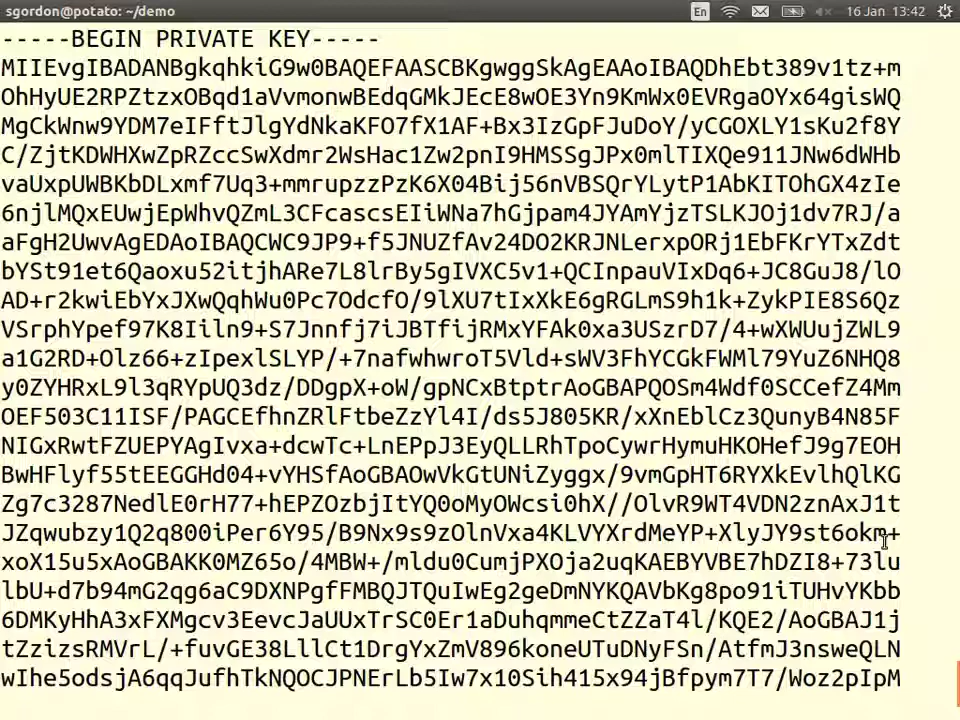 sgordon@potato: ~/demo
En
16 Jan 13:42
-----BEGIN PRIVATE KEY-----
MIIEvgIBADANBgkqhkiG9w0BAQEFAASCBKgwggSkAgEAAoIBAQDhEbt389v1tz+m
OhHyUE2RPZtzxOBqd1aVvmonwBEdqGMkJEcE8wOE3Yn9KmWx0EVRgaOYx64gisWQ
MgCkWnw9YDM7eIFftJlgYdNkaKFO7fX1AF+Bx3IzGpFJuDoY/yCGOXLY1sKu2f8Y
C/ZjtKDWHXwZpRZccSwXdmr2WsHac1Zw2pnI9HMSSgJPx0mlTIXQe911JNw6dWHb
vaUxpUWBKbDLxmf7Uq3+mmrupzzPzK6X04Bij56nVBSQrYLytP1AbKITOhGX4zIe
6njlMQxEUwjEpWhvQZmL3CFcascsEIiWNa7hGjpam4JYAmYjzTSLKJOj1dv7RJ/a
aFgH2UwvAgEDAoIBAQCWC9JP9+f5JNUZfAv24DO2KRJNLerxpORj1EbFKrYTxZdt
bYSt91et6Qaoxu52itjhARe7L8lrBy5gIVXC5v1+QCInpauVIxDq6+JC8GuJ8/lO
AD+r2kwiEbYxJXwQqhWu0Pc7OdcfO/9lXU7tIxXkE6gRGLmS9h1k+ZykPIE8S6Qz
VSrphYpef97K8Iiln9+S7Jnnfj7iJBTfijRMxYFAk0xa3USzrD7/4+wXWUujZWL9
a1G2RD+Olz66+zIpexlSLYP/+7nafwhwroT5Vld+sWV3FhYCGkFWMl79YuZ6NHQ8
y0ZYHRxL9l3qRYpUQ3dz/DDgpX+oW/gpNCxBtptrAoGBAPQOSm4Wdf0SCCefZ4Mm
OEF503C11ISF/PAGCEfhnZRlFtbeZzYl4I/ds5J805KR/xXnEblCz3QunyB4N85F
NIGxRwtFZUEPYAgIvxa+dcwTc+LnEPpJ3EyQLLRhTpoCywrHymuHKOHefJ9g7EOH
BwHFlyf55tEEGGHd04+vYHSfAoGBAOwVkGtUNiZyggx/9vmGpHT6RYXkEvlhQlKG
Zg7c3287NedlE0rH77+hEPZOzbjItYQ0oMyOWcsi0hX//OlvR9WT4VDN2znAxJ1t
JZqwubzy1Q2q800iPer6Y95/B9Nx9s9zOlnVxa4KLVYXrdMeYP+XlyJY9st6okm+
xoX15u5xAoGBAKK0MZ65o/4MBW+/mldu0CumjPXOja2uqKAEBYVBE7hDZI8+73lu
lbU+d7b94mG2qg6aC9DXNPgfFMBQJTQuIwEg2geDmNYKQAVbKg8po91iTUHvYKbb
6DMKyHhA3xFXMgcv3EevcJaUUxTrSC0Er1aDuhqmmeCtZZaT4l/KQE2/AoGBAJ1j
tZzizsRMVrL/+fuvGE38LllCt1DrgYxZmV896koneUTuDNyFSn/AtfmJ3nsweQLN
wIhe5odsjA6qqJufhTkNQOCJPNErLb5Iw7x10Sih415x94jBfpym7T7/Woz2pIpM